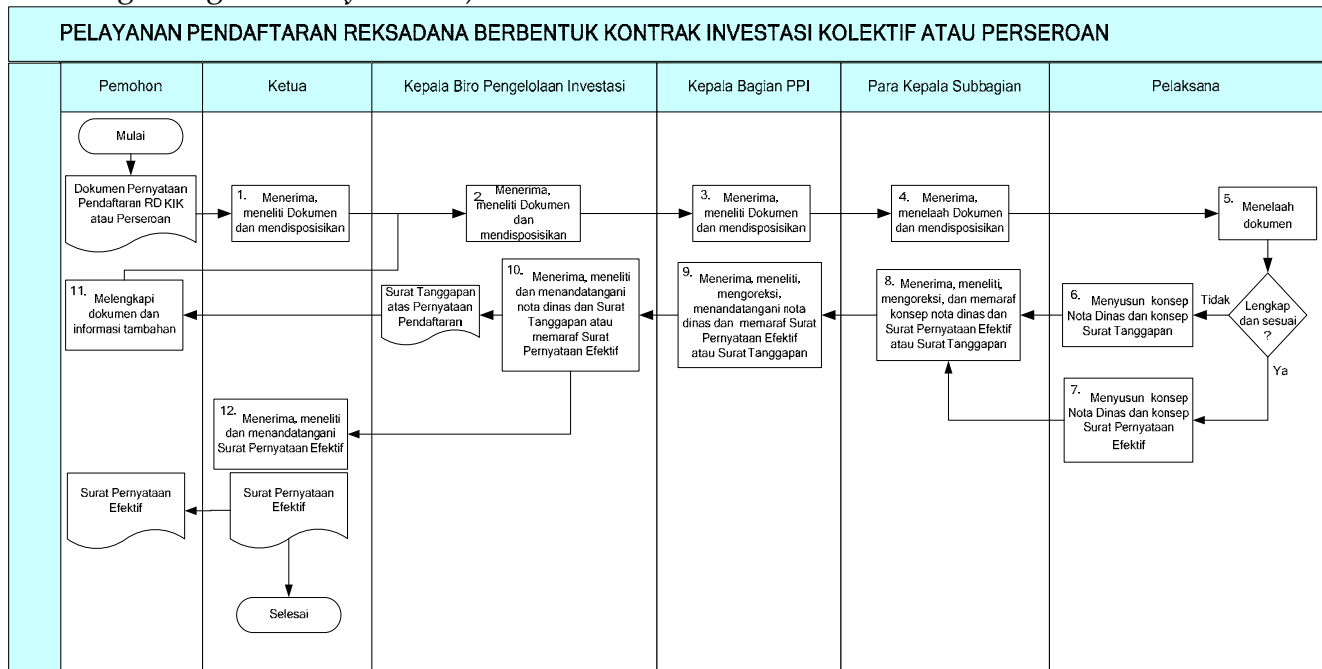 PELAYANAN PENDAFTARAN REKSADANA BERBENTUK KONTRAK INVESTASI KOLEKTIF ATAU PERSEROAN
Pemohon
Ketua
Kepala Biro Pengelolaan Investasi
Kepala Bagian PPI
Para Kepala Subbagian
Pelaksana
Mulai
Dokumen Pernyataan
Pendaftaran RD KIK
atau Perseroan
1. Menerima,
meneliti Dokumen
dan mendisposisikan
2. Menerima,
meneliti Dokumen
dan
mendisposisikan
3. Menerima,
meneliti Dokumen
dan mendisposisikan
4. Menerima,
menelaah Dokumen
dan mendisposisikan
5. Menelaah
dokumen
Lengkap
dan sesuai
?
Tidak
Ya
6. Menyusun konsep
Nota Dinas dan konsep
Surat Tanggapan
7. Menyusun konsep
Nota Dinas dan konsep
Surat Pernyataan
Efektif
8. Menerima, meneliti,
mengoreksi, dan memaraf
konsep nota dinas dan
Surat Pernyataan Efektif
atau Surat Tanggapan
9. Menerima, meneliti,
mengoreksi,
menandatangani nota
dinas dan memaraf Surat
Pernyataan Efektif
atau Surat Tanggapan
10. Menerima, meneliti
dan menandatangani
nota dinas dan Surat
Tanggapan atau
memaraf Surat
Pernyataan Efektif
Surat Tanggapan
atas Pernyataan
Pendaftaran
11. Melengkapi
dokumen dan
informasi tambahan
12. Menerima, meneliti
dan menandatangani
Surat Pernyataan Efektif
Surat Pernyataan
Efektif
Surat Pernyataan
Efektif
Selesai